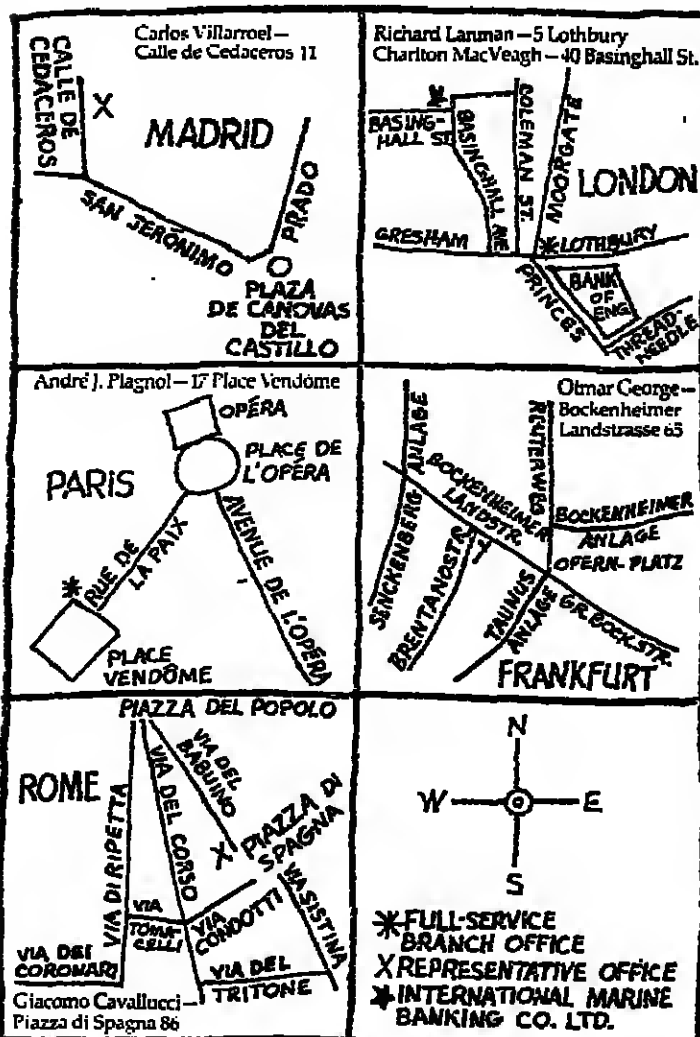 Carlos Villarroel—
Calle de Cedaceros 11
CALLE DE
CEDACEROS
X
MADRID
SAN JERÓNIMO
PRADO
PLAZA
DE CANOVAS
DEL
CASTILLO
Richard Lanman—5 Lothbury
Charlton MacVeagh—40 Basinghall St.
BASING-
HALL ST.
BASINGHALL AVE
COLEMAN ST.
MOORGATE
LONDON
GRESHAM
*LOTHBURY
PRINCES
BANK
OF
ENG.
THREAD-
NEEDLE
André J. Plagnol—17 Place Vendôme
OPÉRA
PLACE DE
L'OPÉRA
PARIS
RUE DE
LA PAIX
AVENUE DE L'OPÉRA
PLACE
VENDÔME
Otmar George—
Bockenheimer
Landstrasse 65
SENCKENBERG-
ANLAGE
BOCKENHEIMER
LANDSTR.
REUTERWEG
BOCKENHEIMER
ANLAGE
OPERN-PLATZ
BRENTANOSTR.
TAUNUS
ANLAGE
GR. BOCK. STR.
FRANKFURT
PIAZZA DEL POPOLO
ROME
VIA DI RIPETTA
VIA DEL CORSO
VIA DEL
BABUINO
X
PIAZZA DI
SPAGNA
VIA
TOMA-
CELLI
VIA
CONDOTTI
VIA SISTINA
VIA DEI
CORONARI
VIA DEL
TRITONE
Giacomo Cavallucci—
Piazza di Spagna 86
N
W
E
S
*FULL-SERVICE
BRANCH OFFICE
X REPRESENTATIVE OFFICE
*INTERNATIONAL MARINE
BANKING CO. LTD.